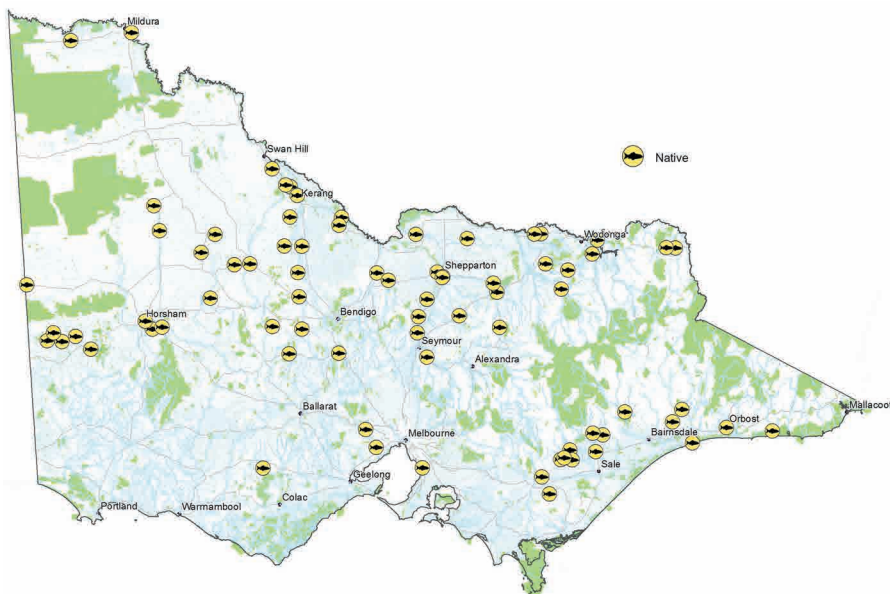 Mildura
Swan Hill
Native
Kerang
Wodonga
Shepparton
Horsham
Bendigo
Seymour
Alexandra
Ballarat
Mallacoot
Orbost
Melbourne
Bairnsdale
Sale
Geelong
Colac
Portland
Warrnambool